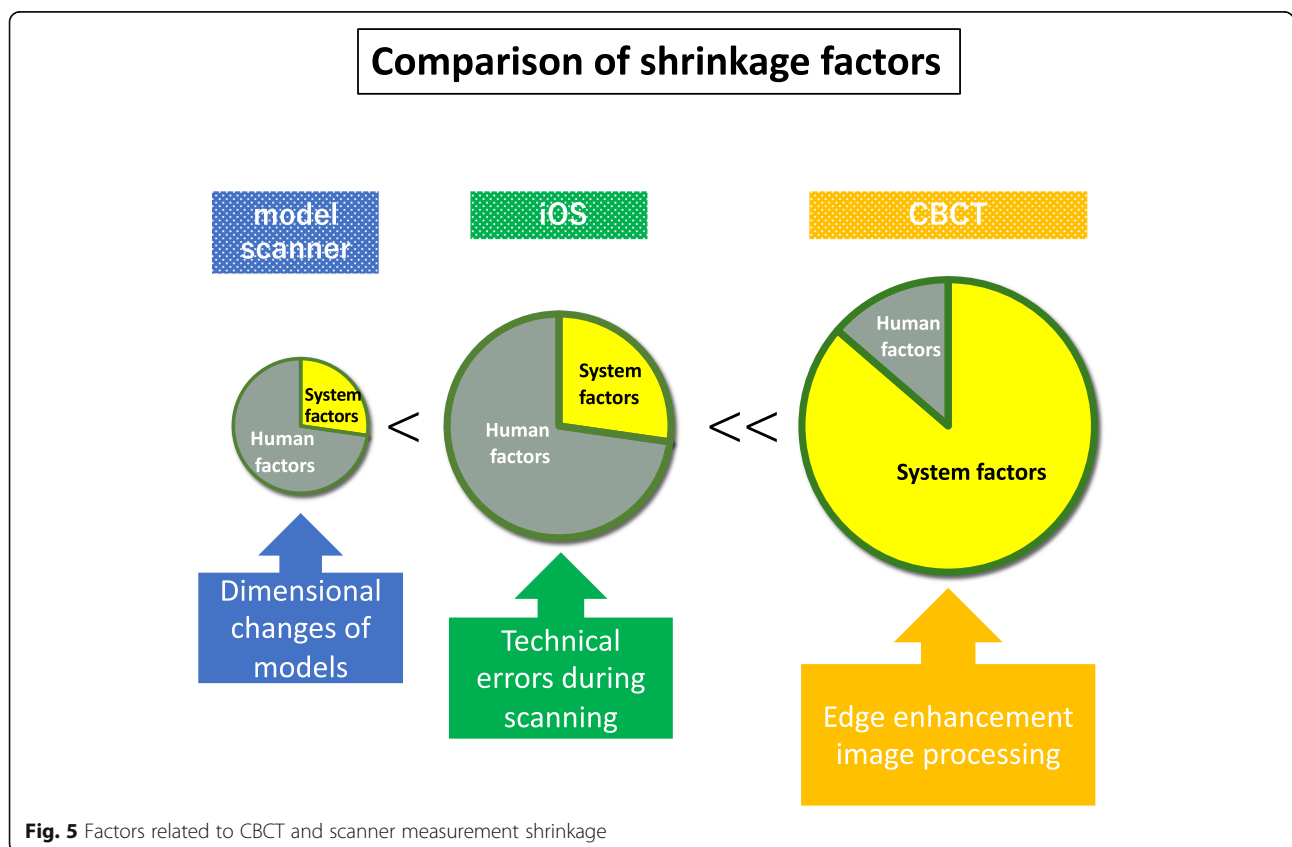 Comparison of shrinkage factors
model
scanner
iOS
CBCT
System
factors
Human
factors
<
System
factors
Human
factors
<<
Human
factors
System factors
Dimensional
changes of
models
Technical
errors during
scanning
Edge enhancement
image processing
Fig. 5 Factors related to CBCT and scanner measurement shrinkage